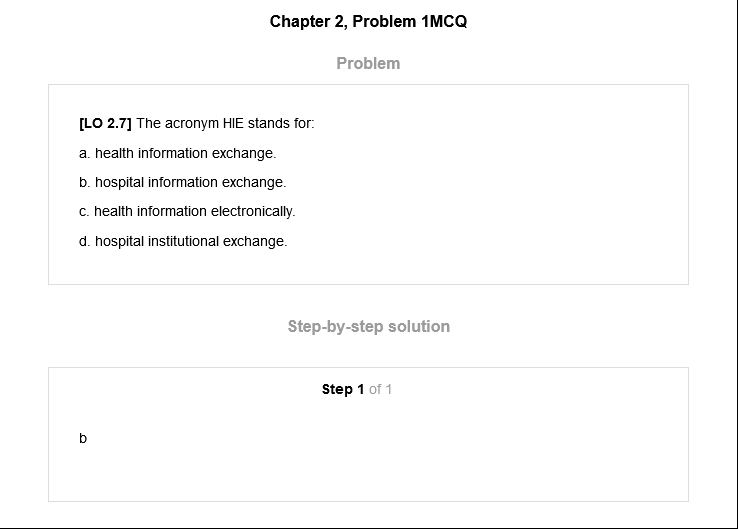 Chapter 2, Problem 1MCQ
Problem
[LO 2.7] The acronym HIE stands for:
a. health information exchange.
b. hospital information exchange.
c. health information electronically.
d. hospital institutional exchange.
Step-by-step solution
Step 1 of 1
b